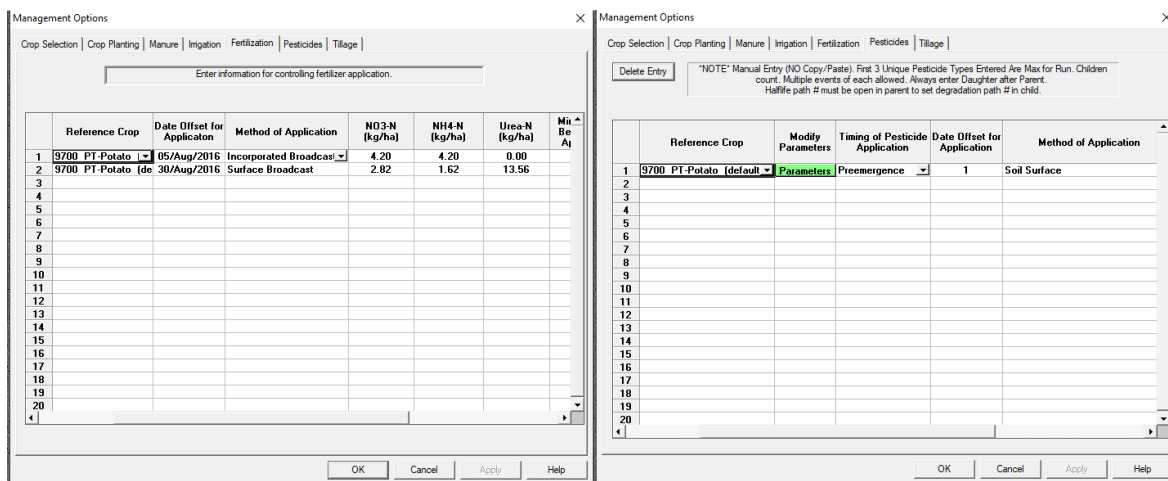 Management Options
Crop Selection Crop Planting Manure Irrigation Fertilization Pesticides Tillage
Enter information for controlling fertilizer application.
Reference Crop Date Offset for Applicaton Method of Application NO3-N (kg/ha) NH4-N (kg/ha) Urea-N (kg/ha)
1 9700 PT-Potato ( 05/Aug/2016 Incorporated Broadcast 4.20 4.20 0.00
2 9700 PT-Potato (de 30/Aug/2016 Surface Broadcast 2.82 1.62 13.56
3
4
5
6
7
8
9
10
11
12
13
14
15
16
17
18
19
20
OK Cancel Apply Help
Management Options
Crop Selection Crop Planting Manure Irrigation Fertilization Pesticides Tillage
Delete Entry
*NOTE* Manual Entry (NO Copy/Paste). First 3 Unique Pesticide Types Entered Are Max for Run. Children
count. Multiple events of each allowed. Always enter Daughter after Parent.
Halflife path # must be open in parent to set degradation path # in child.
Reference Crop Modify Parameters Timing of Pesticide Application Date Offset for Application Method of Application
1 9700 PT-Potato (default Parameters Preemergence 1 Soil Surface
2
3
4
5
6
7
8
9
10
11
12
13
14
15
16
17
18
19
20
OK Cancel Apply Help